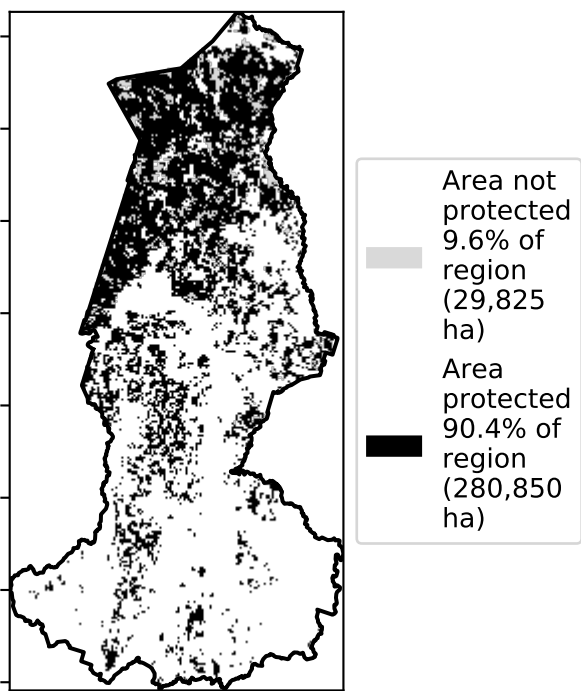 Area not
protected
9.6% of
region
(29,825
ha)
Area
protected
90.4% of
region
(280,850
ha)